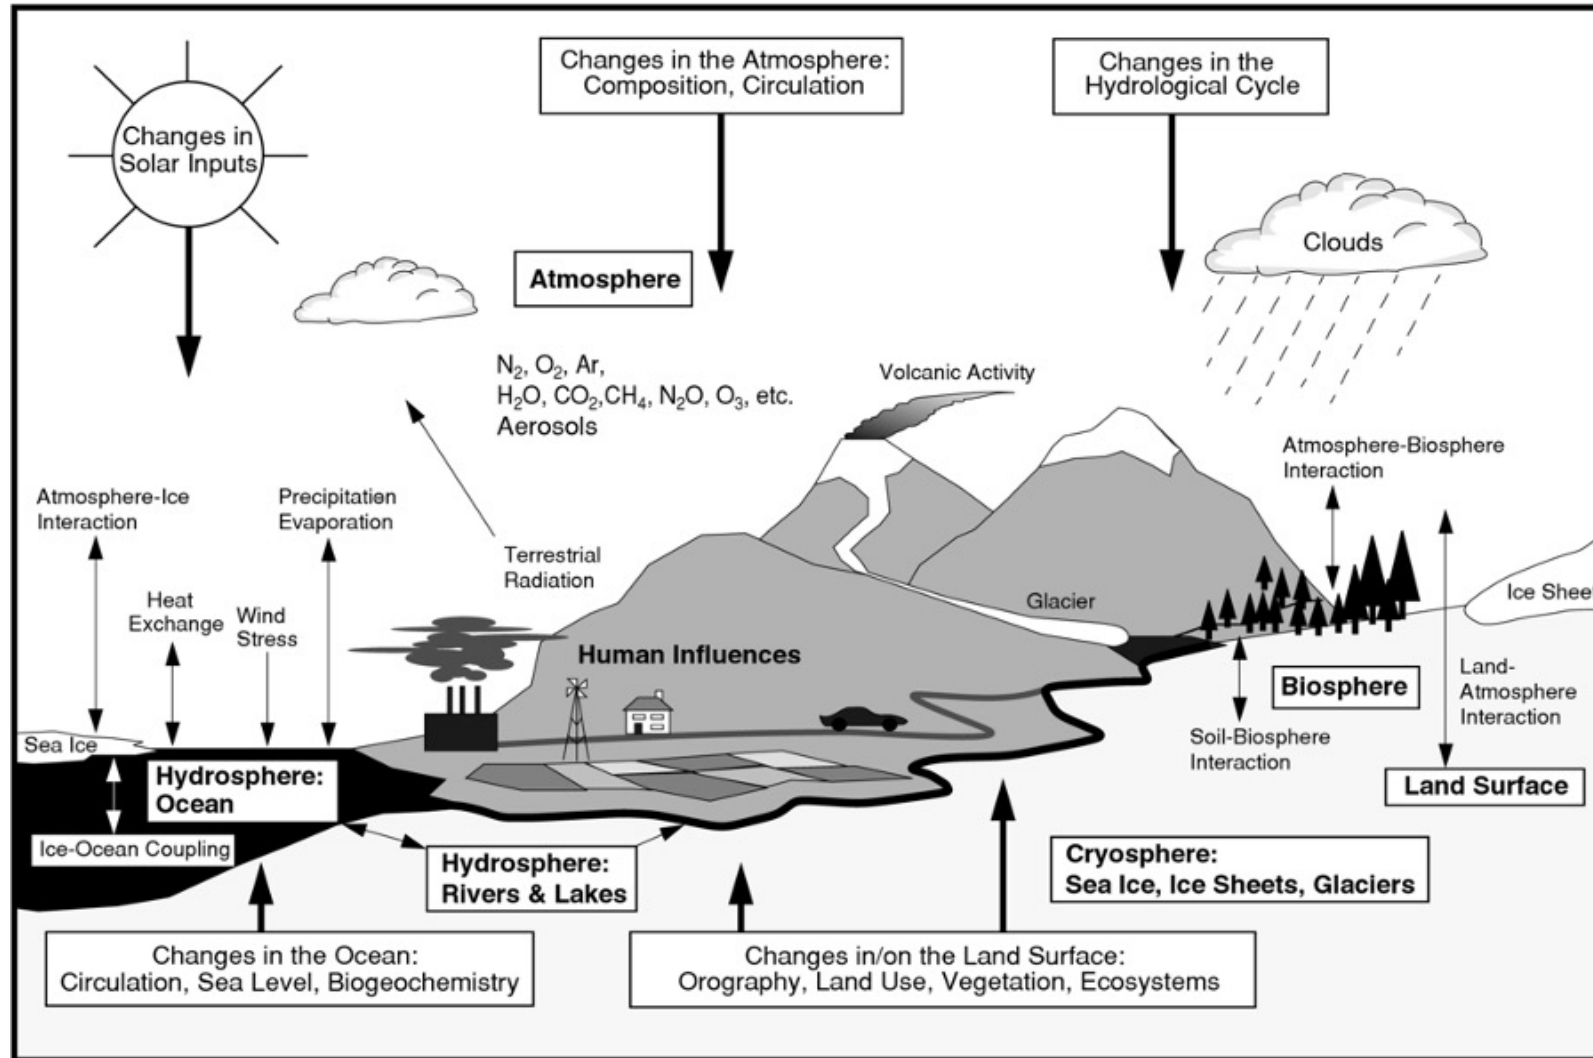 Changes in
Solar Inputs
Changes in the Atmosphere:
Composition, Circulation
Changes in the
Hydrological Cycle
Clouds
Atmosphere
N₂, O₂, Ar,
H₂O, CO₂,CH₄, N₂O, O₃, etc.
Aerosols
Volcanic Activity
Atmosphere-Biosphere
Interaction
Atmosphere-Ice
Interaction
Precipitation
Evaporation
Terrestrial
Radiation
Heat
Exchange
Wind
Stress
Glacier
Ice Sheet
Human Influences
Biosphere
Land-
Atmosphere
Interaction
Soil-Biosphere
Interaction
Sea Ice
Hydrosphere:
Ocean
Land Surface
Ice-Ocean Coupling
Hydrosphere:
Rivers & Lakes
Cryosphere:
Sea Ice, Ice Sheets, Glaciers
Changes in the Ocean:
Circulation, Sea Level, Biogeochemistry
Changes in/on the Land Surface:
Orography, Land Use, Vegetation, Ecosystems